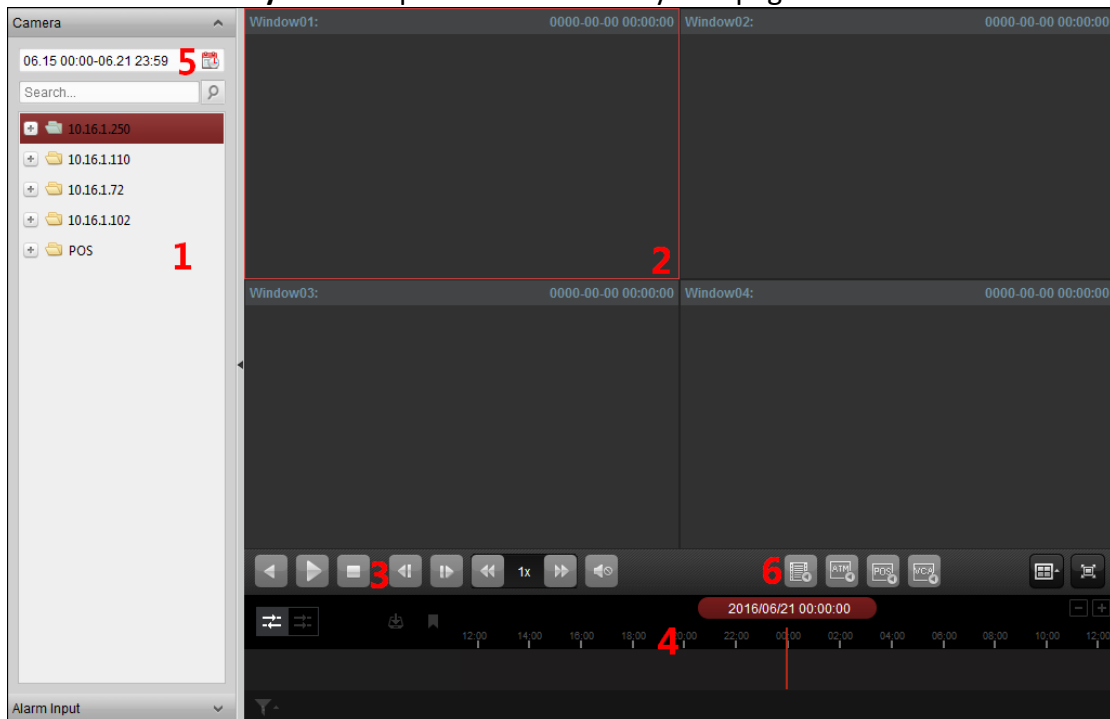 Camera
06.15 00:00-06.21 23:59
5
Search...
10.16.1.250
10.16.1.110
10.16.1.72
10.16.1.102
POS
1
Alarm Input
Window01: 0000-00-00 00:00:00
Window02: 0000-00-00 00:00:00
2
Window03: 0000-00-00 00:00:00
Window04: 0000-00-00 00:00:00
3
1x
6
ATM
POS
VCA
2016/06/21 00:00:00
12:00 14:00 16:00 18:00 20:00 22:00 00:00 02:00 04:00 06:00 08:00 10:00 12:00
4